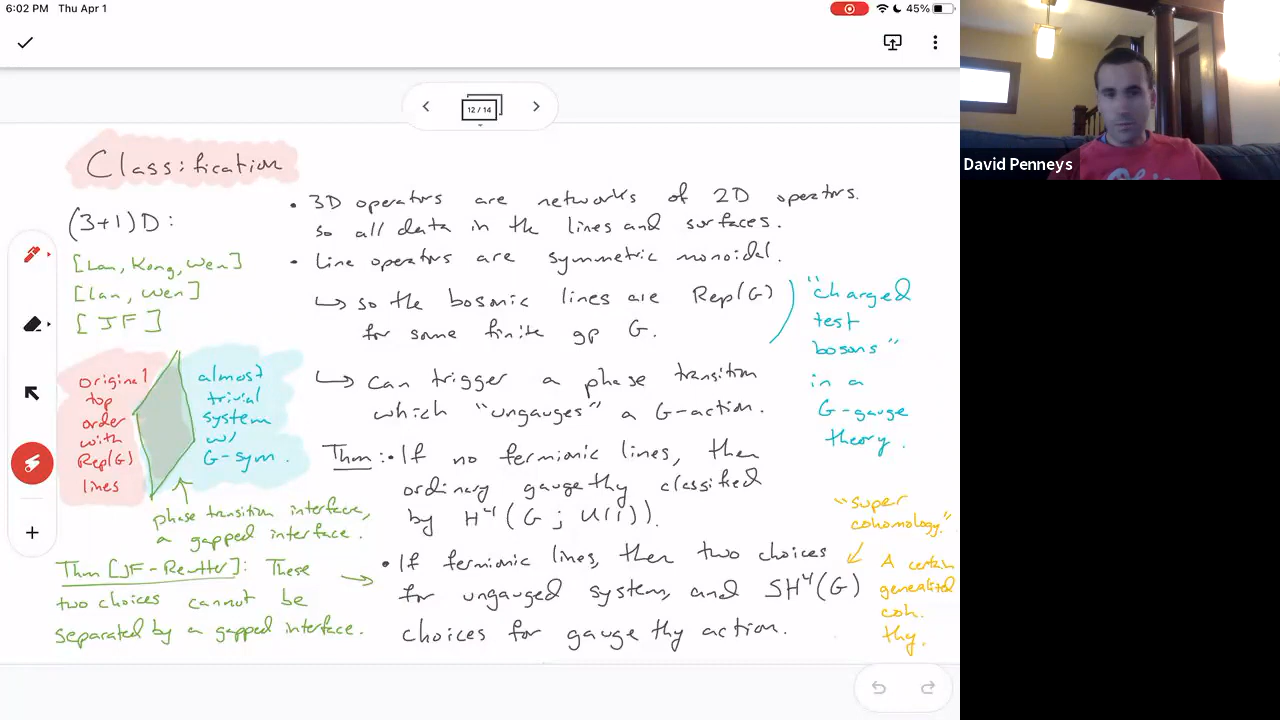 6:02 PM Thu Apr 1
45%
12 / 14
David Penneys
Classification
(3+1)D:
[Lan, Kong, Wen]
[Lan, Wen]
[JF]
original
top
order
with
Rep(G)
lines
almost
trivial
system
w/
G-sym.
phase transition interface,
a gapped interface.
Thm [JF-Reutter]: These
two choices cannot be
separated by a gapped interface.
• 3D operators are networks of 2D operators.
so all data in the lines and surfaces.
• Line operators are symmetric monoidal.
↳ so the bosonic lines are Rep(G)
for some finite gp G.
↳ can trigger a phase transition
which "ungauges" a G-action.
Thm: • If no fermionic lines, then
ordinary gauge thy classified
by H⁴(G; U(1)).
• If fermionic lines, then two choices
for ungauged system, and SH⁴(G)
choices for gauge thy action.
"charged
test
bosons"
in a
G-gauge
theory.
"super
cohomology."
A certain
generalized
coh.
thy.